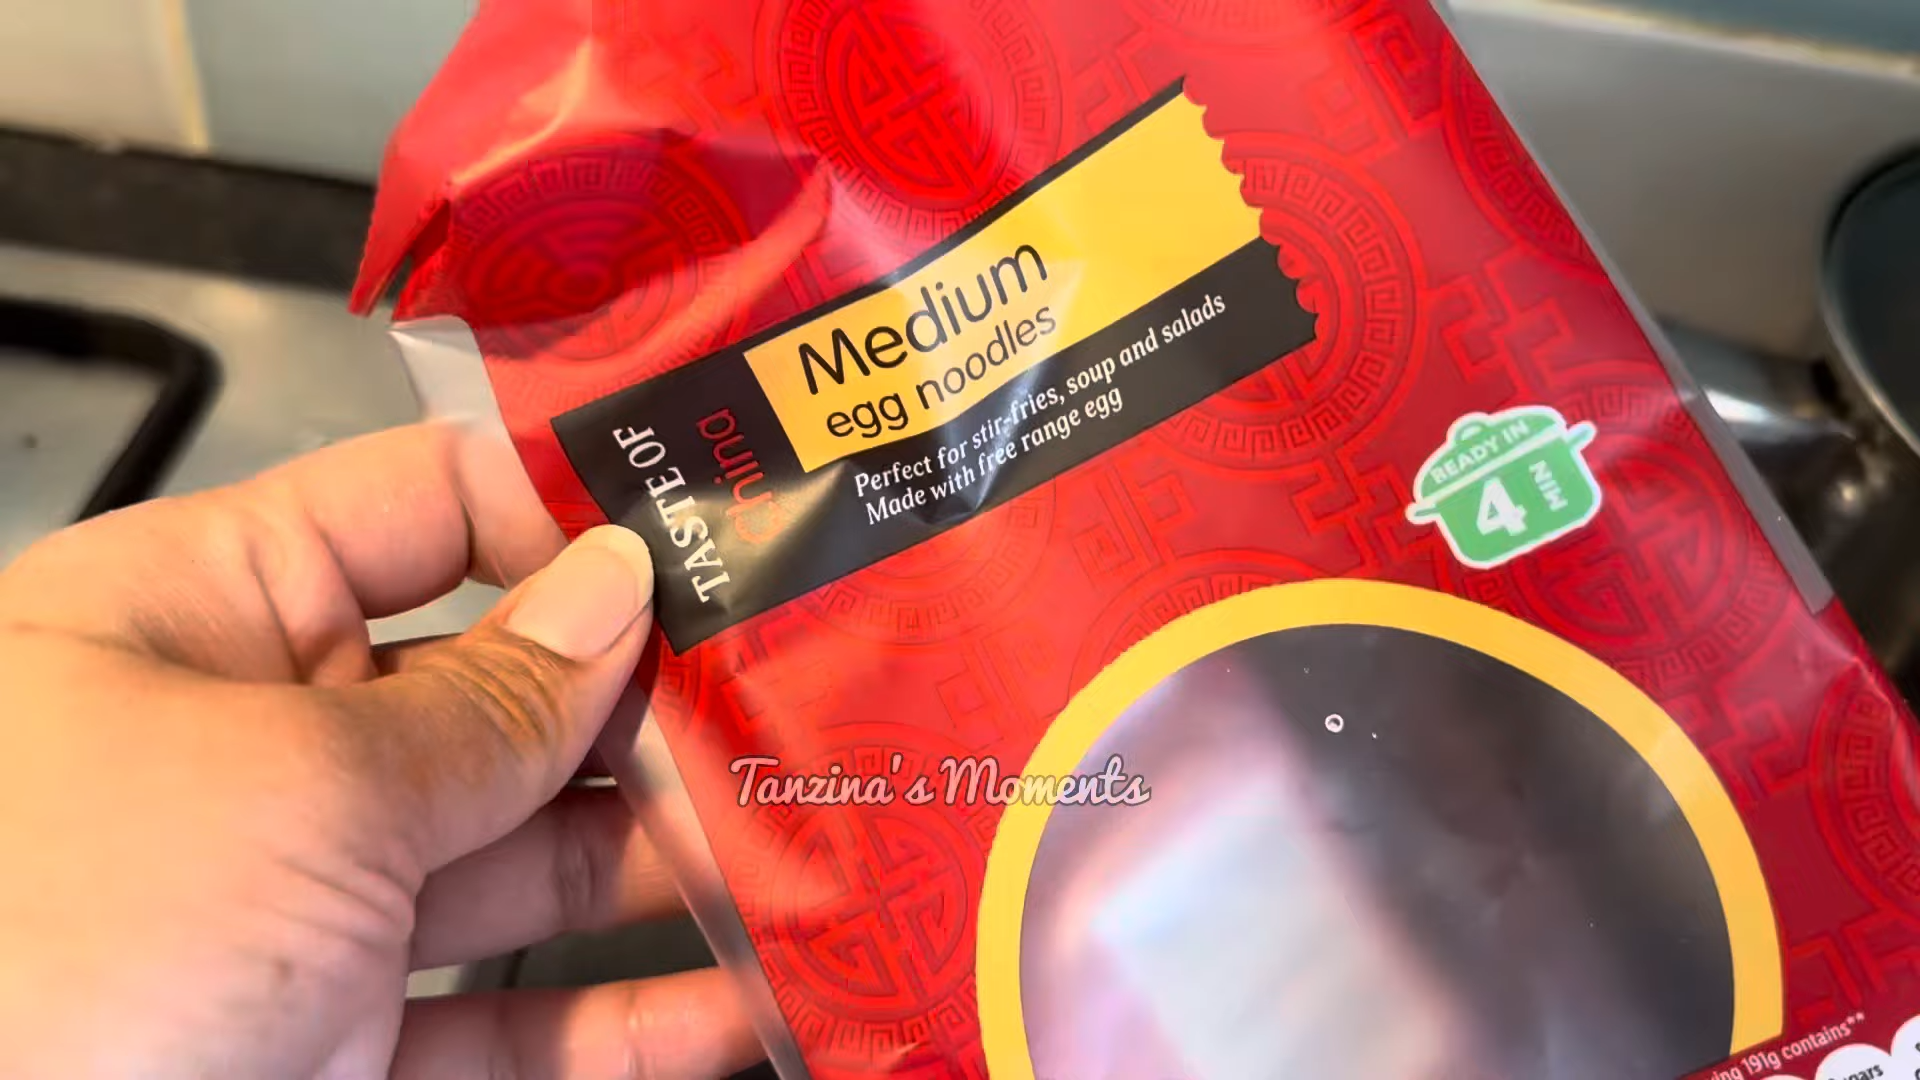 TASTE OF
China
Medium
egg noodles
Perfect for stir-fries, soup and salads
Made with free range egg
READY IN
4 MIN
Tanzina's Moments
191g contains**